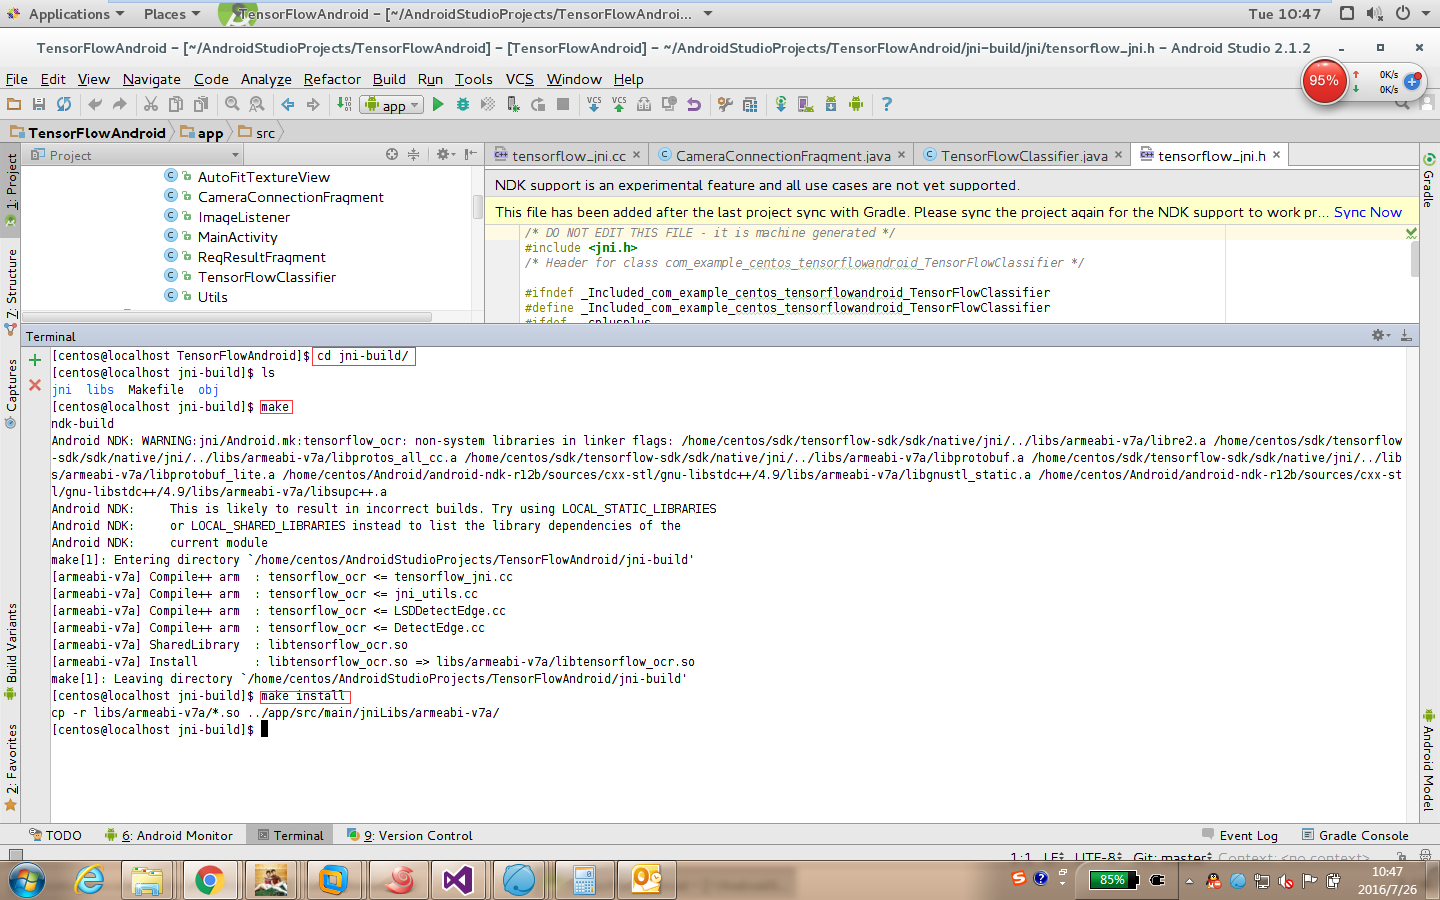 Applications Places TensorFlowAndroid – [~/AndroidStudioProjects/TensorFlowAndroi... Tue 10:47
TensorFlowAndroid – [~/AndroidStudioProjects/TensorFlowAndroid] – [TensorFlowAndroid] – ~/AndroidStudioProjects/TensorFlowAndroid/jni-build/jni/tensorflow_jni.h – Android Studio 2.1.2
File Edit View Navigate Code Analyze Refactor Build Run Tools VCS Window Help
95% 0K/s
0K/s
app VCS VCS
TensorFlowAndroid app src
1: Project
Z: Structure
Captures
Build Variants
2: Favorites
Project
AutoFitTextureView
CameraConnectionFragment
ImageListener
MainActivity
RegResultFragment
TensorFlowClassifier
Utils
tensorflow_jni.cc CameraConnectionFragment.java TensorFlowClassifier.java tensorflow_jni.h
NDK support is an experimental feature and all use cases are not yet supported.
This file has been added after the last project sync with Gradle. Please sync the project again for the NDK support to work pr... Sync Now
/* DO NOT EDIT THIS FILE - it is machine generated */
#include <jni.h>
/* Header for class com_example_centos_tensorflowandroid_TensorFlowClassifier */
#ifndef _Included_com_example_centos_tensorflowandroid_TensorFlowClassifier
#define _Included_com_example_centos_tensorflowandroid_TensorFlowClassifier
#ifdef __cplusplus
Gradle
Android Model
Terminal
[centos@localhost TensorFlowAndroid]$ cd jni-build/
[centos@localhost jni-build]$ ls
jni libs Makefile obj
[centos@localhost jni-build]$ make
ndk-build
Android NDK: WARNING:jni/Android.mk:tensorflow_ocr: non-system libraries in linker flags: /home/centos/sdk/tensorflow-sdk/sdk/native/jni/../libs/armeabi-v7a/libre2.a /home/centos/sdk/tensorflow
-sdk/sdk/native/jni/../libs/armeabi-v7a/libprotos_all_cc.a /home/centos/sdk/tensorflow-sdk/sdk/native/jni/../libs/armeabi-v7a/libprotobuf.a /home/centos/sdk/tensorflow-sdk/sdk/native/jni/../lib
s/armeabi-v7a/libprotobuf_lite.a /home/centos/Android/android-ndk-r12b/sources/cxx-stl/gnu-libstdc++/4.9/libs/armeabi-v7a/libgnustl_static.a /home/centos/Android/android-ndk-r12b/sources/cxx-st
l/gnu-libstdc++/4.9/libs/armeabi-v7a/libsupc++.a
Android NDK: This is likely to result in incorrect builds. Try using LOCAL_STATIC_LIBRARIES
Android NDK: or LOCAL_SHARED_LIBRARIES instead to list the library dependencies of the
Android NDK: current module
make[1]: Entering directory `/home/centos/AndroidStudioProjects/TensorFlowAndroid/jni-build'
[armeabi-v7a] Compile++ arm : tensorflow_ocr <= tensorflow_jni.cc
[armeabi-v7a] Compile++ arm : tensorflow_ocr <= jni_utils.cc
[armeabi-v7a] Compile++ arm : tensorflow_ocr <= LSDDetectEdge.cc
[armeabi-v7a] Compile++ arm : tensorflow_ocr <= DetectEdge.cc
[armeabi-v7a] SharedLibrary : libtensorflow_ocr.so
[armeabi-v7a] Install : libtensorflow_ocr.so => libs/armeabi-v7a/libtensorflow_ocr.so
make[1]: Leaving directory `/home/centos/AndroidStudioProjects/TensorFlowAndroid/jni-build'
[centos@localhost jni-build]$ make install
cp -r libs/armeabi-v7a/*.so ../app/src/main/jniLibs/armeabi-v7a/
[centos@localhost jni-build]$
TODO 6: Android Monitor Terminal 9: Version Control Event Log Gradle Console
1:1 LF UTF-8 Git: master Context: <no context>
85% 10:47
2016/7/26